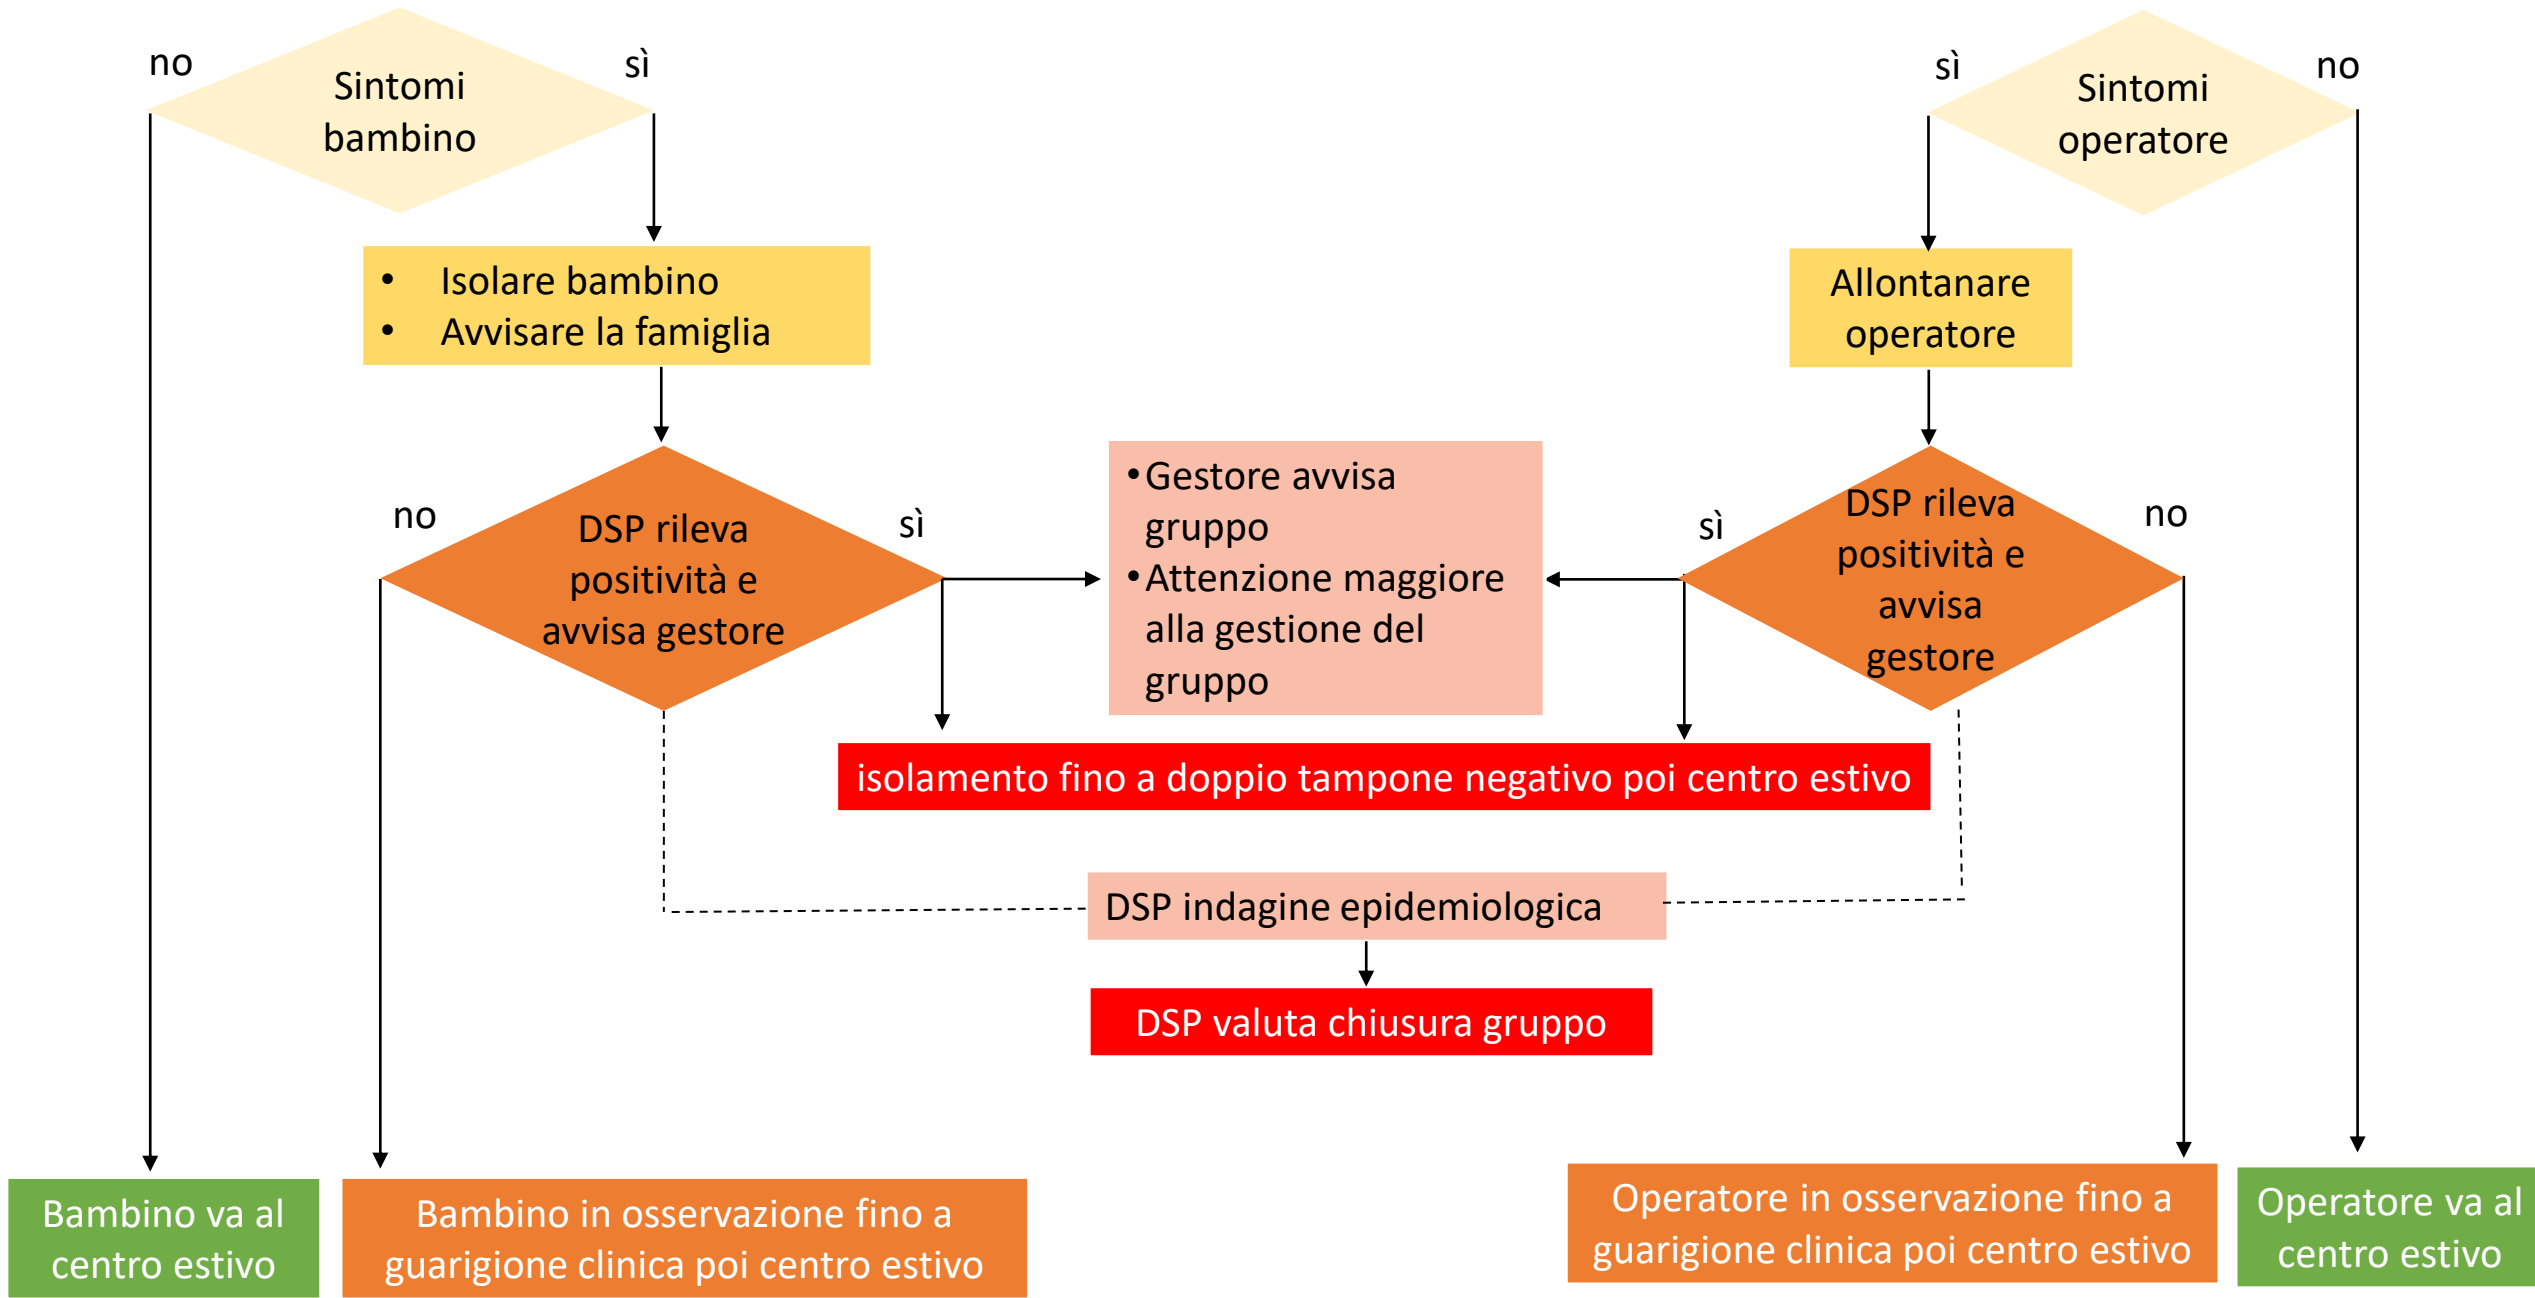 no
Sintomi
bambino
sì
sì
Sintomi
operatore
no
• Isolare bambino
• Avvisare la famiglia
Allontanare
operatore
no
DSP rileva
positività e
avvisa gestore
sì
•Gestore avvisa
gruppo
•Attenzione maggiore
alla gestione del
gruppo
sì
DSP rileva
positività e
avvisa
gestore
no
isolamento fino a doppio tampone negativo poi centro estivo
DSP indagine epidemiologica
DSP valuta chiusura gruppo
Bambino va al
centro estivo
Bambino in osservazione fino a
guarigione clinica poi centro estivo
Operatore in osservazione fino a
guarigione clinica poi centro estivo
Operatore va al
centro estivo